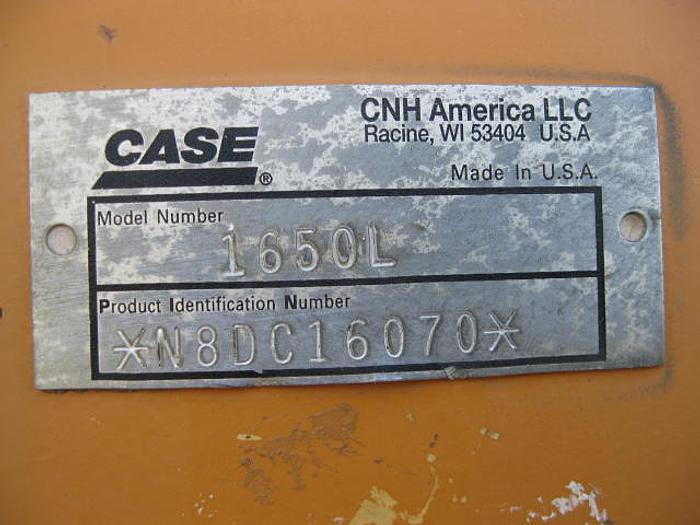 CASE®
CNH America LLC
Racine, WI 53404 U.S.A
Made In U.S.A.
Model Number
1650L
Product Identification Number
*N8DC16070*